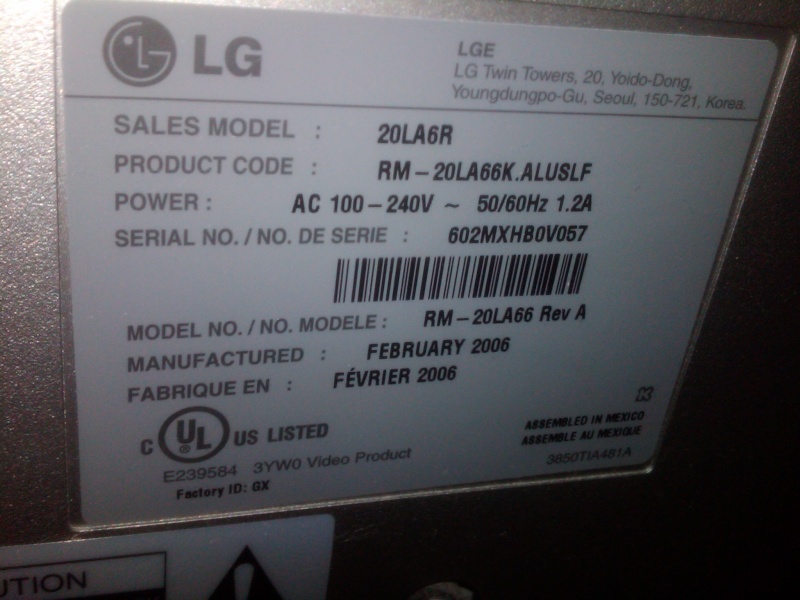 LG
LGE
LG Twin Towers, 20, Yoido-Dong,
Youngdungpo-Gu, Seoul, 150-721, Korea.
SALES MODEL : 20LA6R
PRODUCT CODE : RM-20LA66K.ALUSLF
POWER : AC 100-240V ~ 50/60Hz 1.2A
SERIAL NO. / NO. DE SERIE : 602MXHB0V057
MODEL NO. / NO. MODELE : RM-20LA66 Rev A
MANUFACTURED : FEBRUARY 2006
FABRIQUE EN : FÉVRIER 2006
K
C UL ® US LISTED
E239584 3YW0 Video Product
Factory ID: GX
ASSEMBLED IN MEXICO
ASSEMBLE AU MEXIQUE
3850TIA481A
UTION